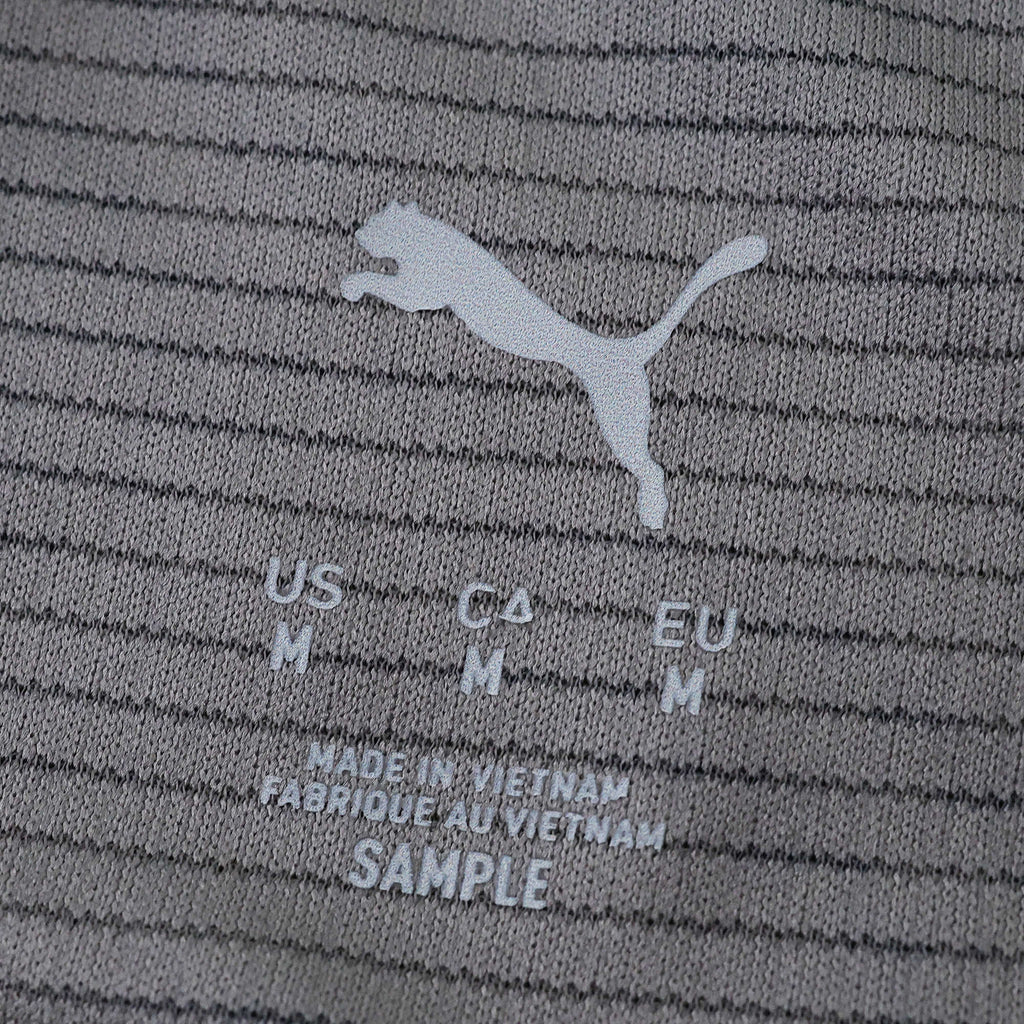 US CA EU
M M M
MADE IN VIETNAM
FABRIQUE AU VIETNAM
SAMPLE